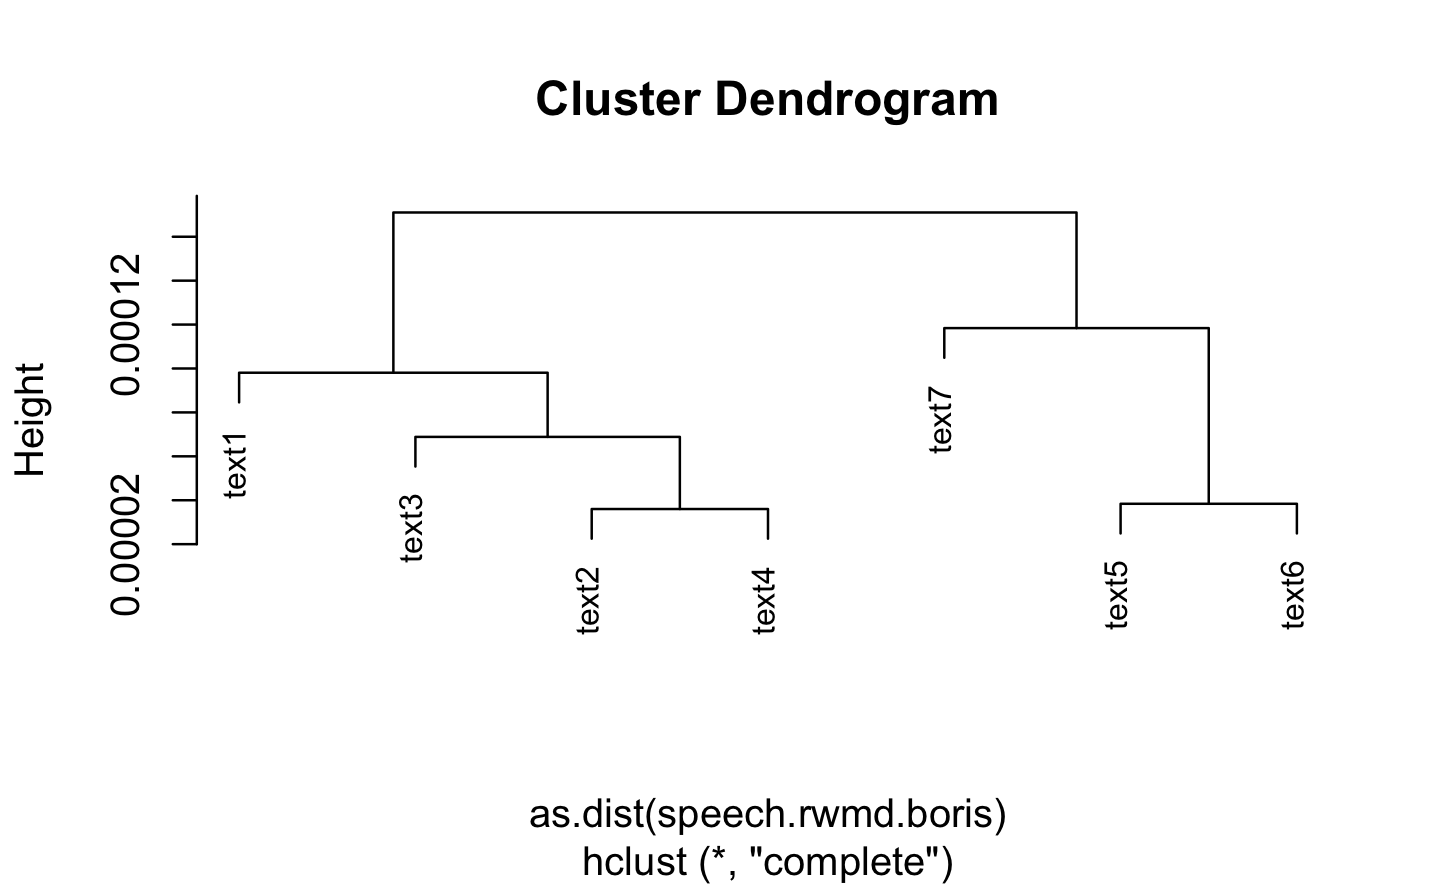 Cluster Dendrogram
Height
0.00012
0.00002
text1
text3
text2
text4
text7
text5
text6
as.dist(speech.rwmd.boris)
hclust (*, "complete")